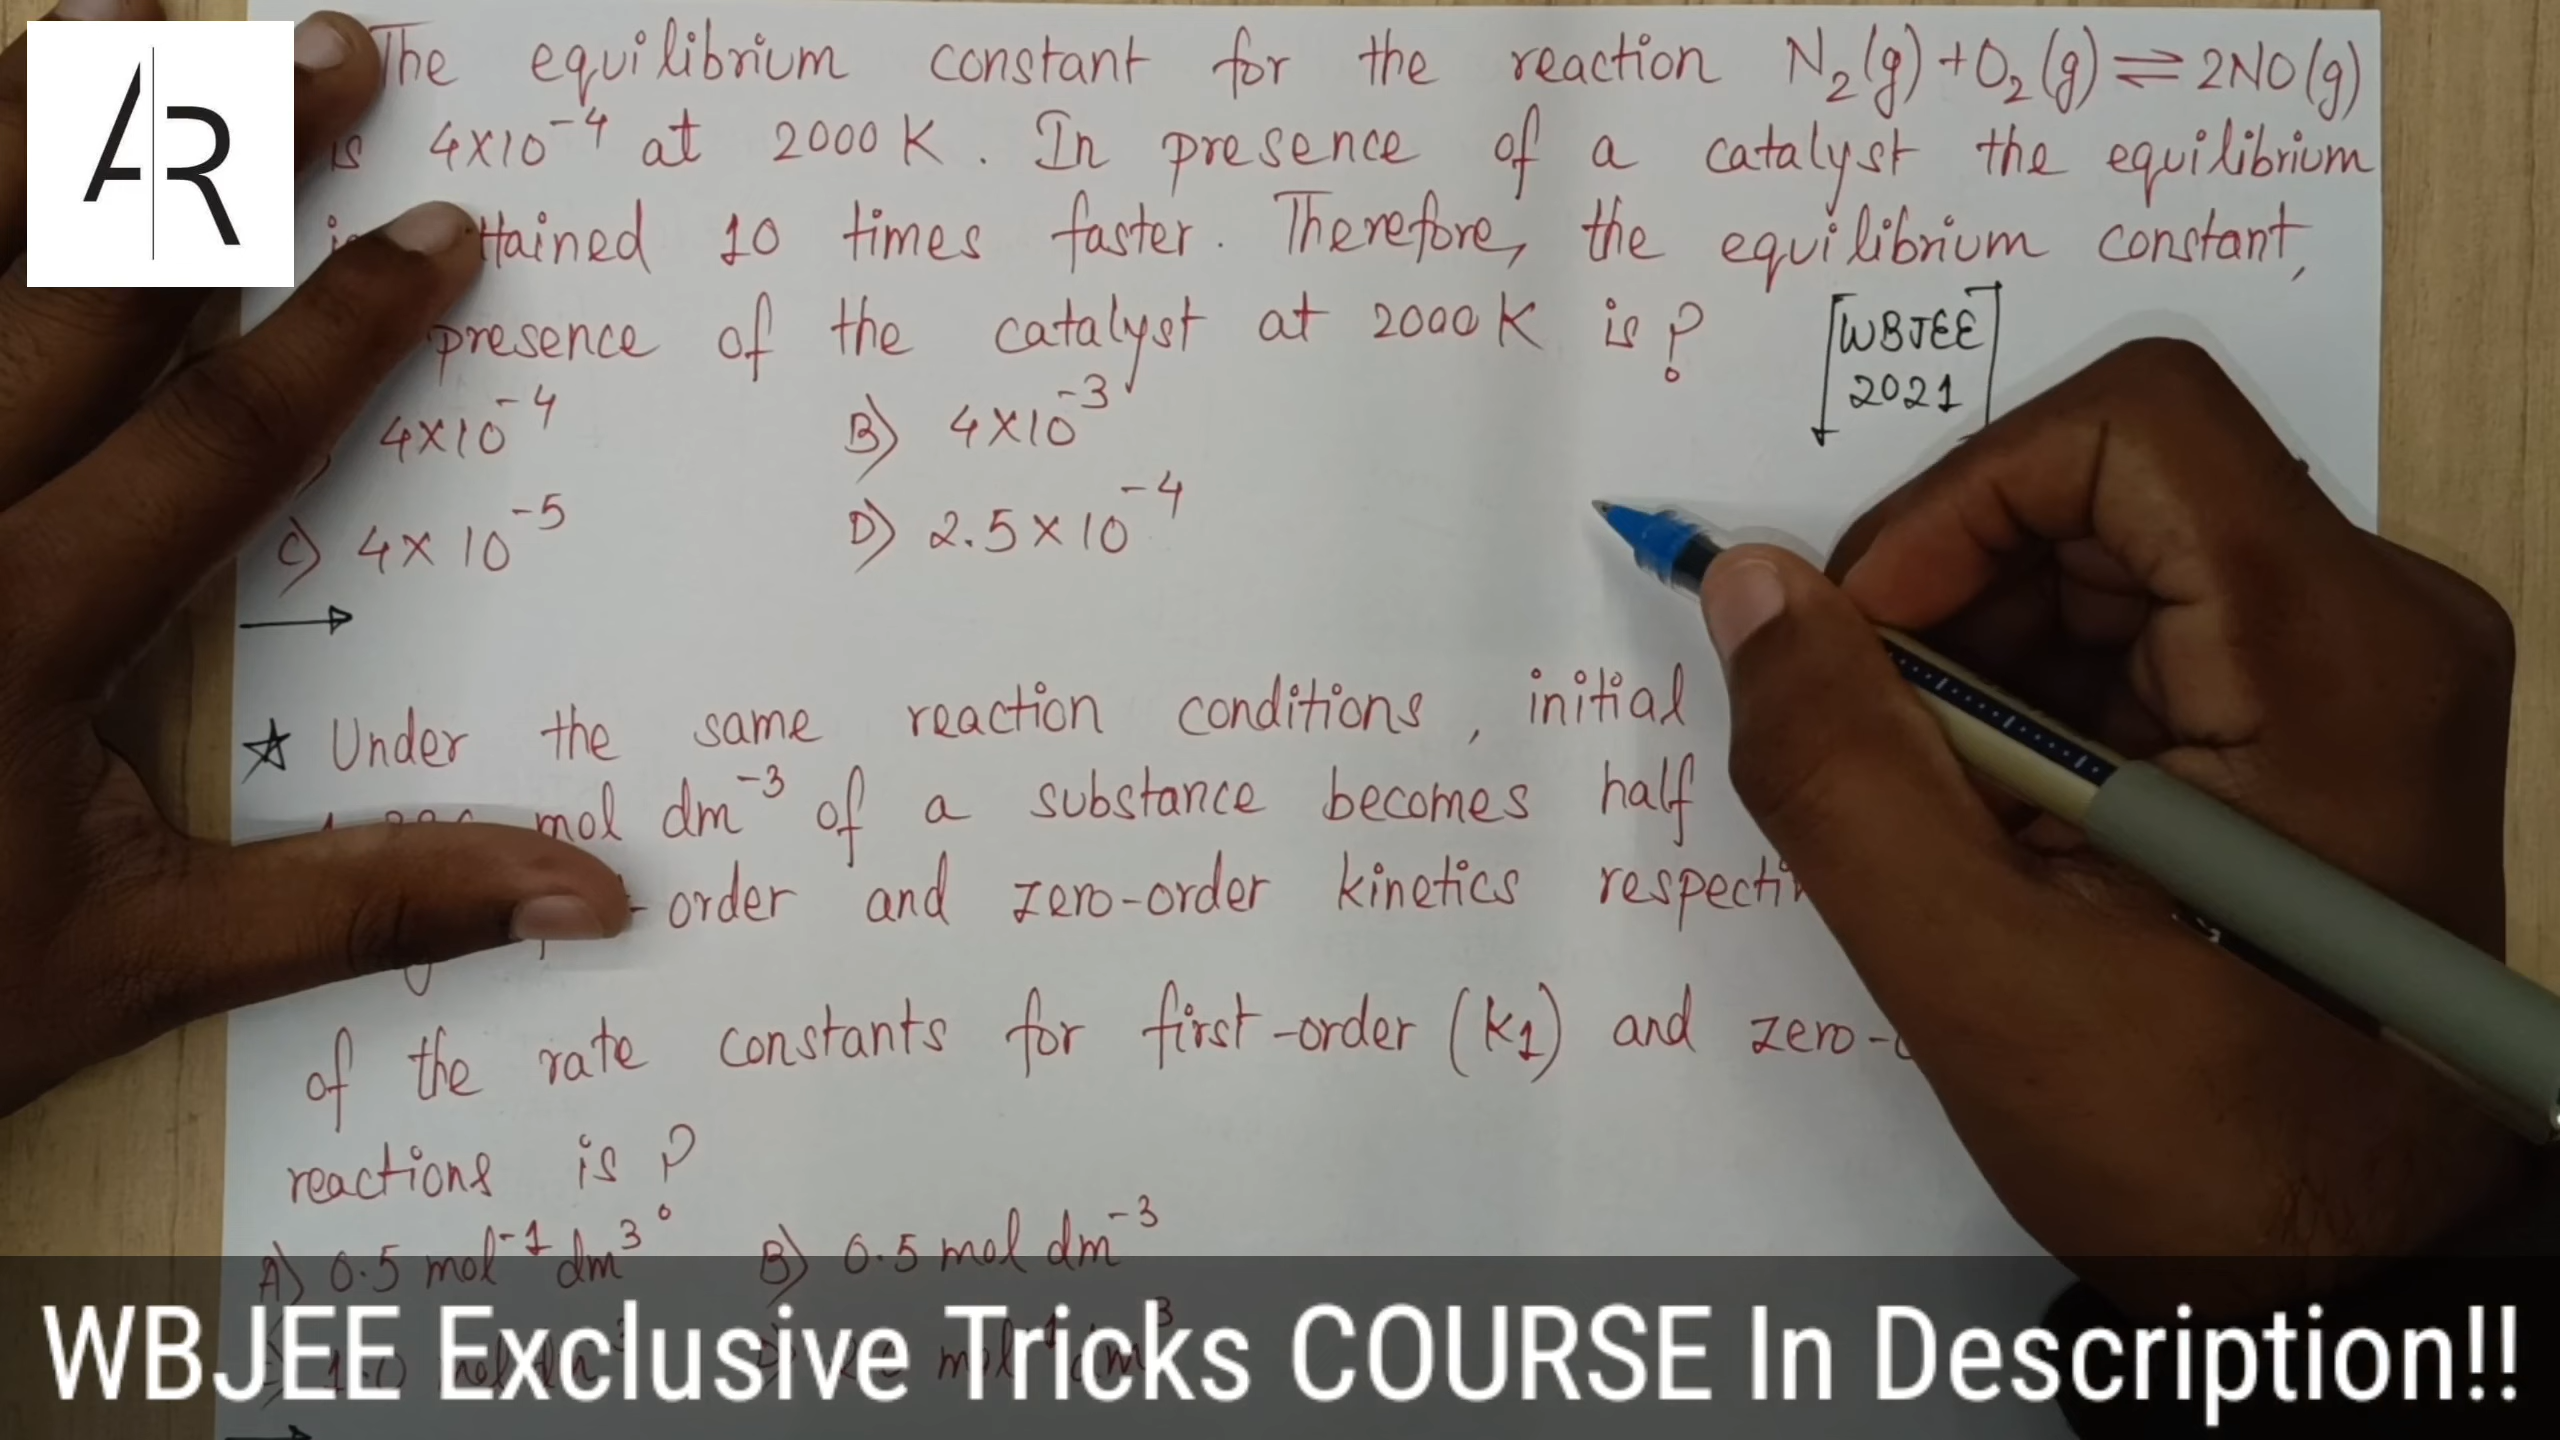 AR
The equilibrium constant for the reaction N₂(g) + O₂(g) ⇌ 2NO(g)
is 4×10⁻⁴ at 2000 K. In presence of a catalyst the equilibrium
10 times faster. Therefore, the equilibrium constant,
presence of the catalyst at 2000 K is?
[WBJEE
2021]
4×10⁻⁴ B) 4×10⁻³
C) 4×10⁻⁵ D) 2.5×10⁻⁴
☆ Under the same reaction conditions, initial
mol dm⁻³ of a substance becomes half
-order and zero-order kinetics
of the rate constants for first-order (K1) and zero-
reactions is?
A) 0.5 mol⁻¹ dm³ B) 0.5 mol dm⁻³
WBJEE Exclusive Tricks COURSE In Description!!